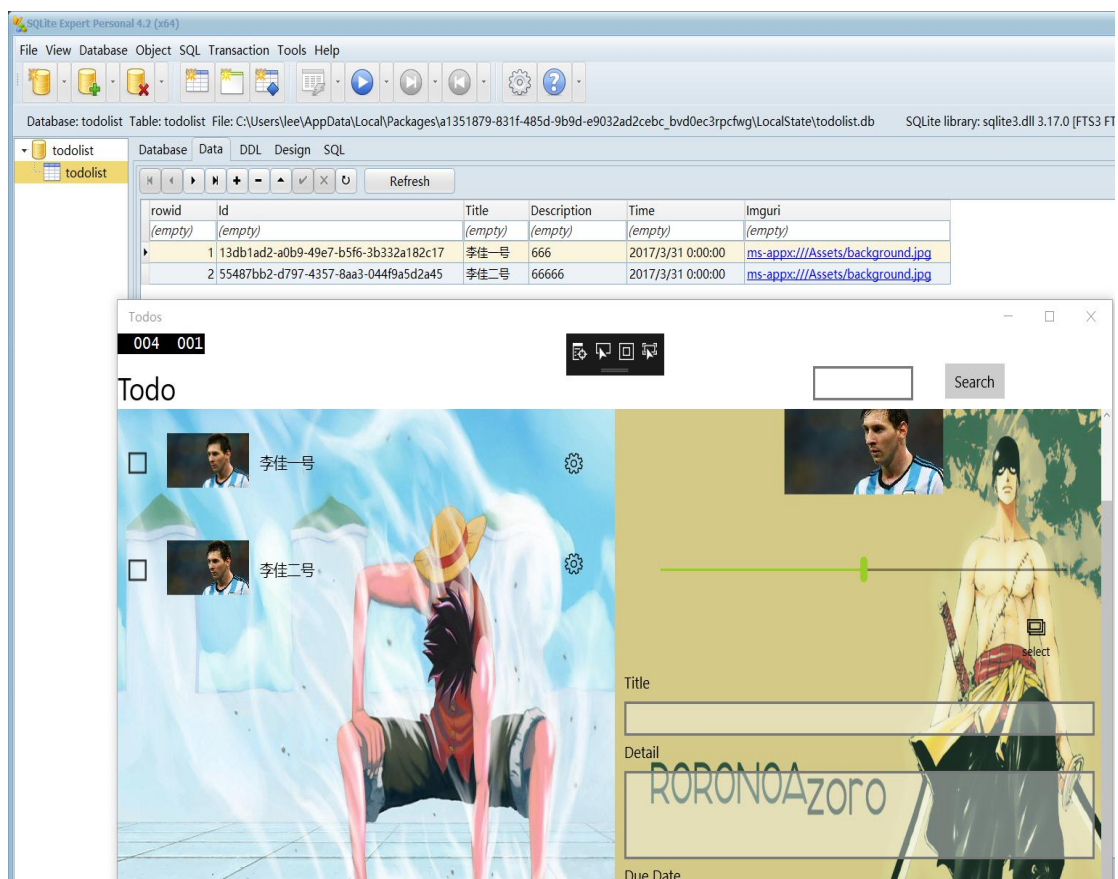 SQLite Expert Personal 4.2 (x64)
File View Database Object SQL Transaction Tools Help
Database: todolist Table: todolist File: C:\Users\lee\AppData\Local\Packages\a1351879-831f-485d-9b9d-e9032ad2cebc_bvd0ec3rpcfwg\LocalState\todolist.db SQLite library: sqlite3.dll 3.17.0 [FTS3 FT
todolist
todolist
Database Data DDL Design SQL
Refresh
rowid Id Title Description Time Imguri
(empty) (empty) (empty) (empty) (empty) (empty)
1 13db1ad2-a0b9-49e7-b5f6-3b332a182c17 李佳一号 666 2017/3/31 0:00:00 ms-appx:///Assets/background.jpg
2 55487bb2-d797-4357-8aa3-044f9a5d2a45 李佳二号 66666 2017/3/31 0:00:00 ms-appx:///Assets/background.jpg
Todos
004 001
Todo
Search
李佳一号
李佳二号
select
Title
Detail
RORONOA zoro
Due Date